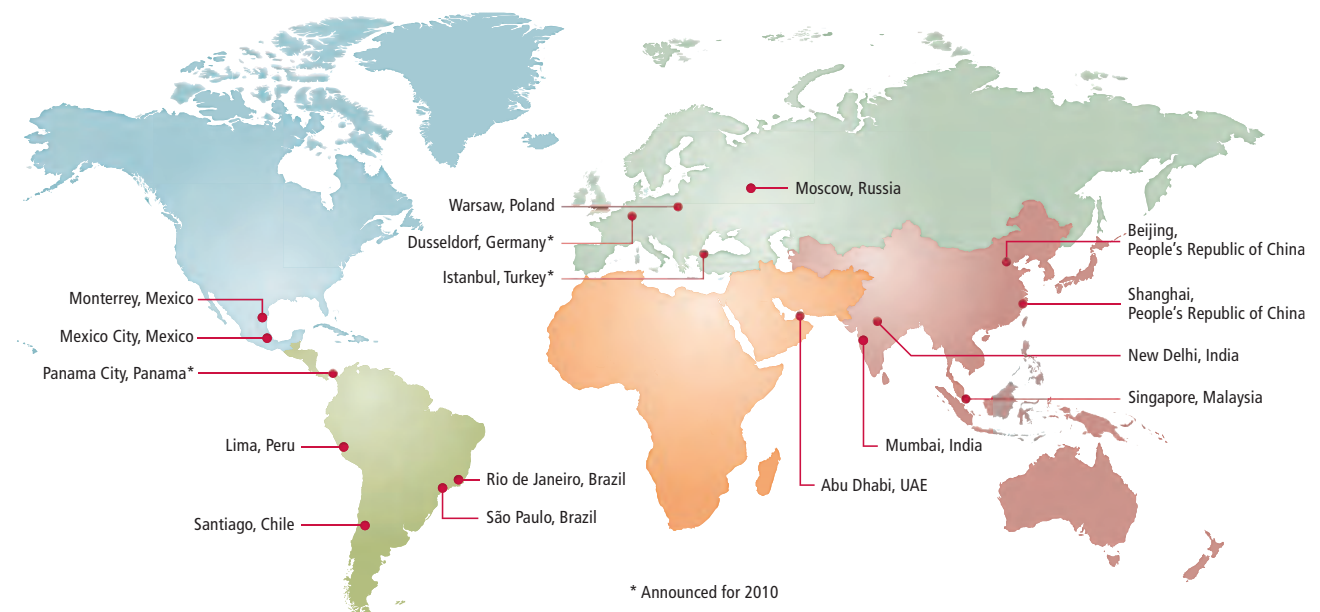 Moscow, Russia
Warsaw, Poland
Dusseldorf, Germany*
Istanbul, Turkey*
Beijing,
People's Republic of China
Shanghai,
People's Republic of China
New Delhi, India
Singapore, Malaysia
Mumbai, India
Abu Dhabi, UAE
Monterrey, Mexico
Mexico City, Mexico
Panama City, Panama*
Lima, Peru
Rio de Janeiro, Brazil
São Paulo, Brazil
Santiago, Chile
* Announced for 2010